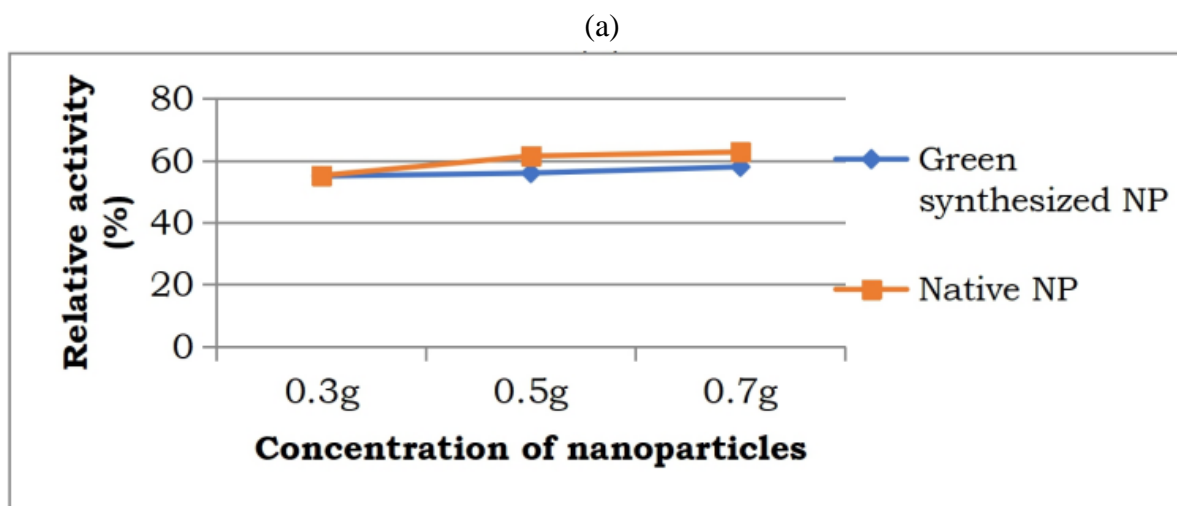 (a)
Relative activity
(%)
80
60
40
20
0
0.3g
0.5g
0.7g
Concentration of nanoparticles
Green
synthesized NP
Native NP